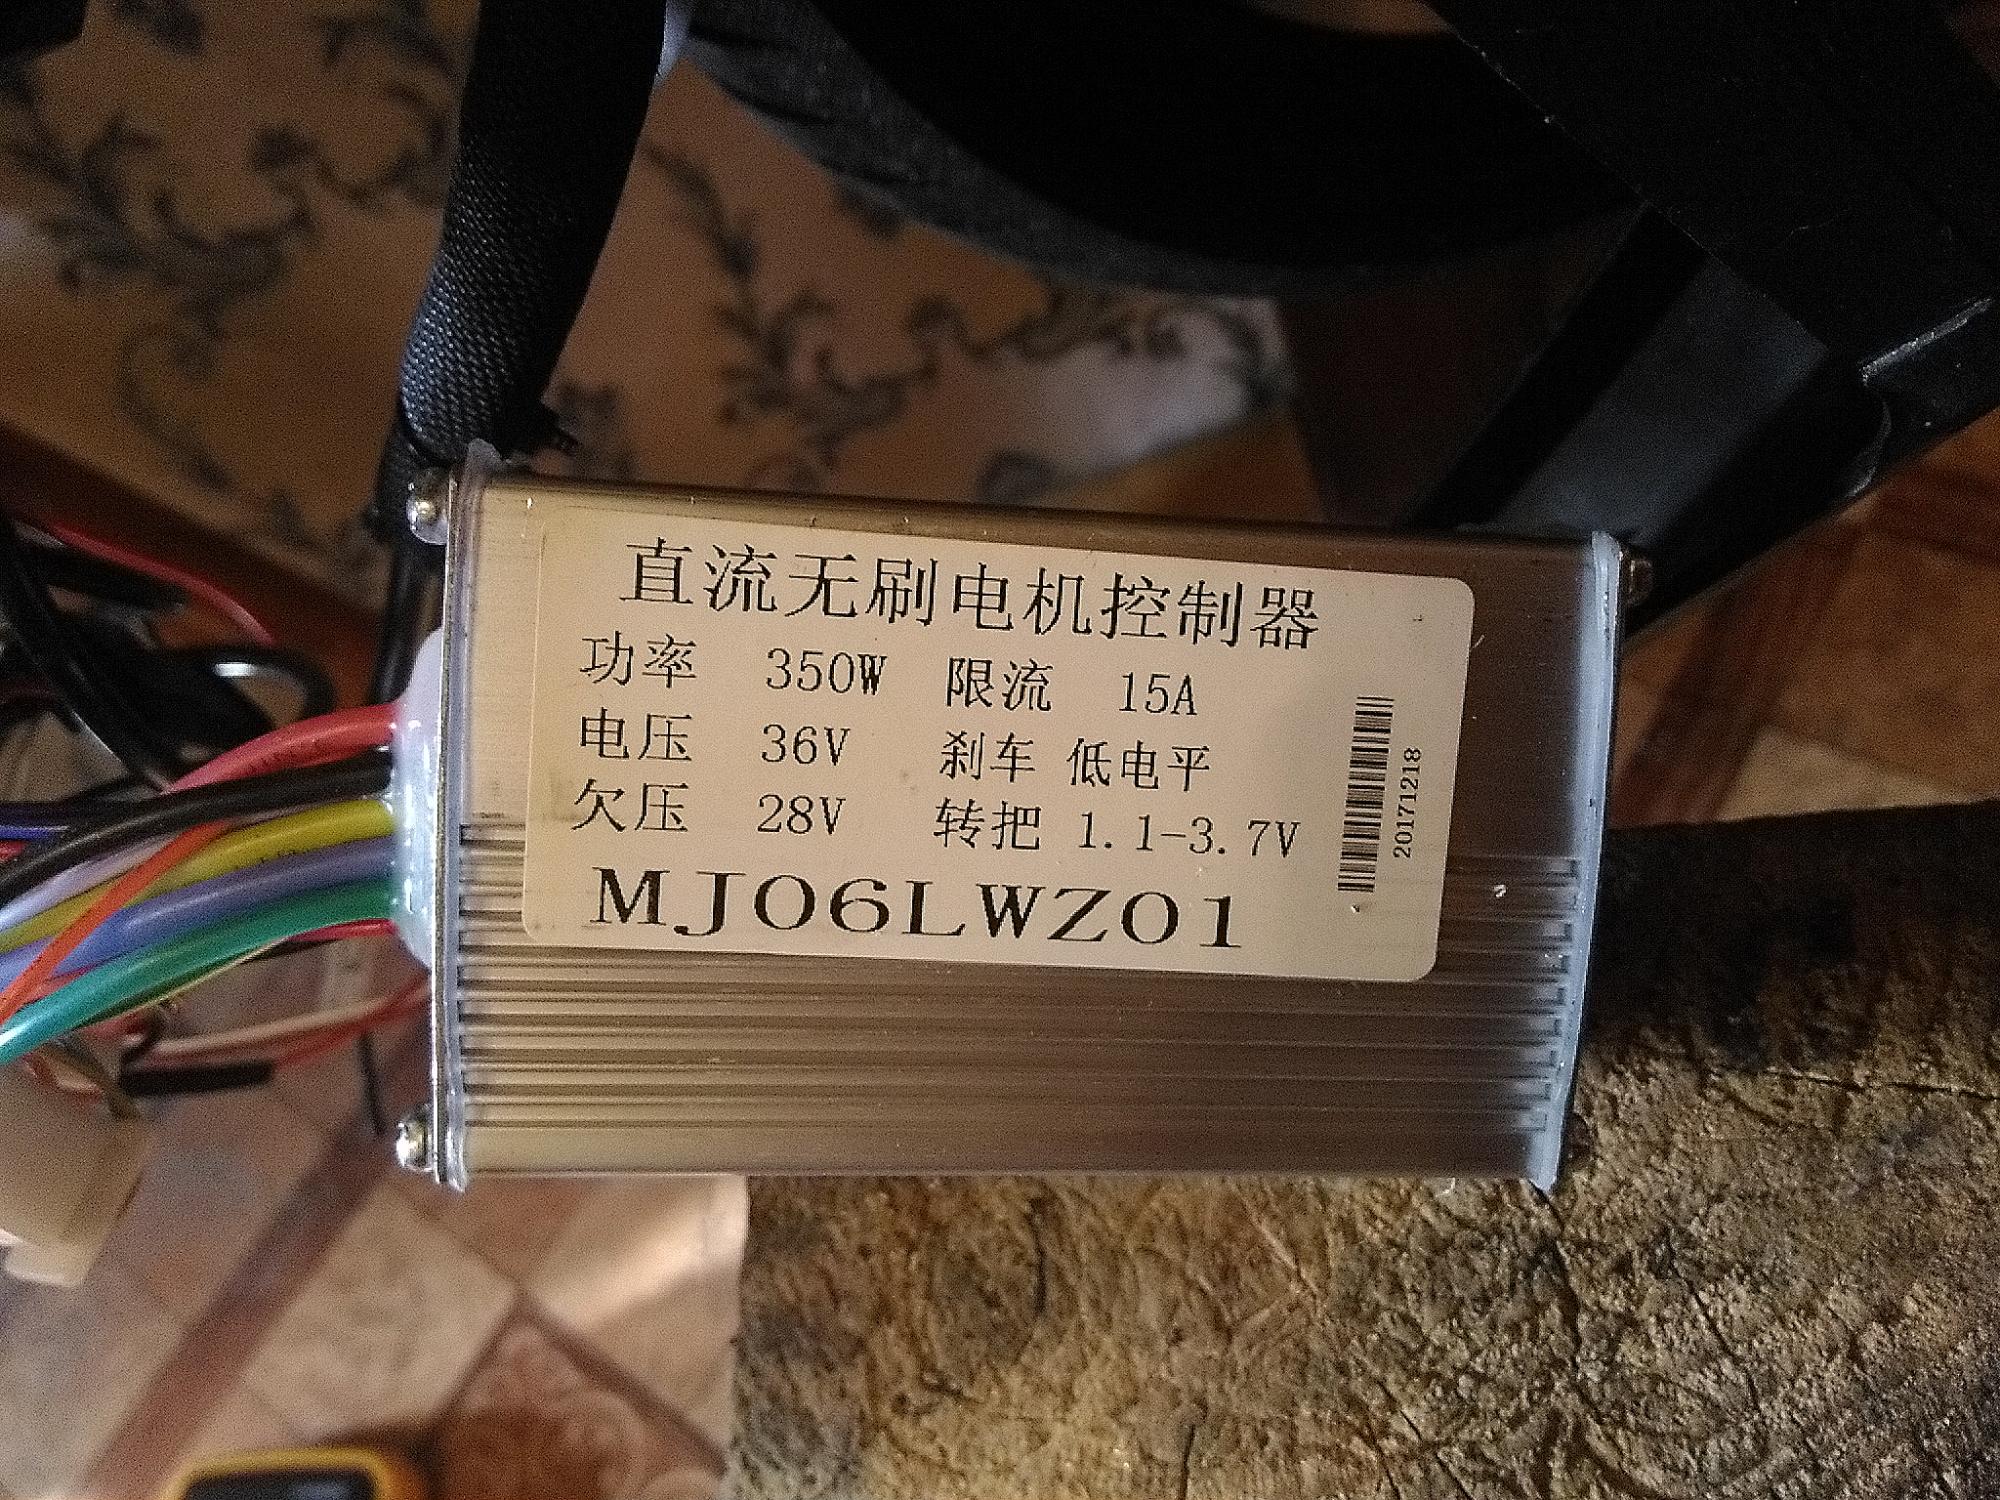 直流无刷电机控制器
功率 350W 限流 15A
电压 36V 刹车 低电平
欠压 28V 转把 1.1-3.7V
MJ06LWZ01
20171218